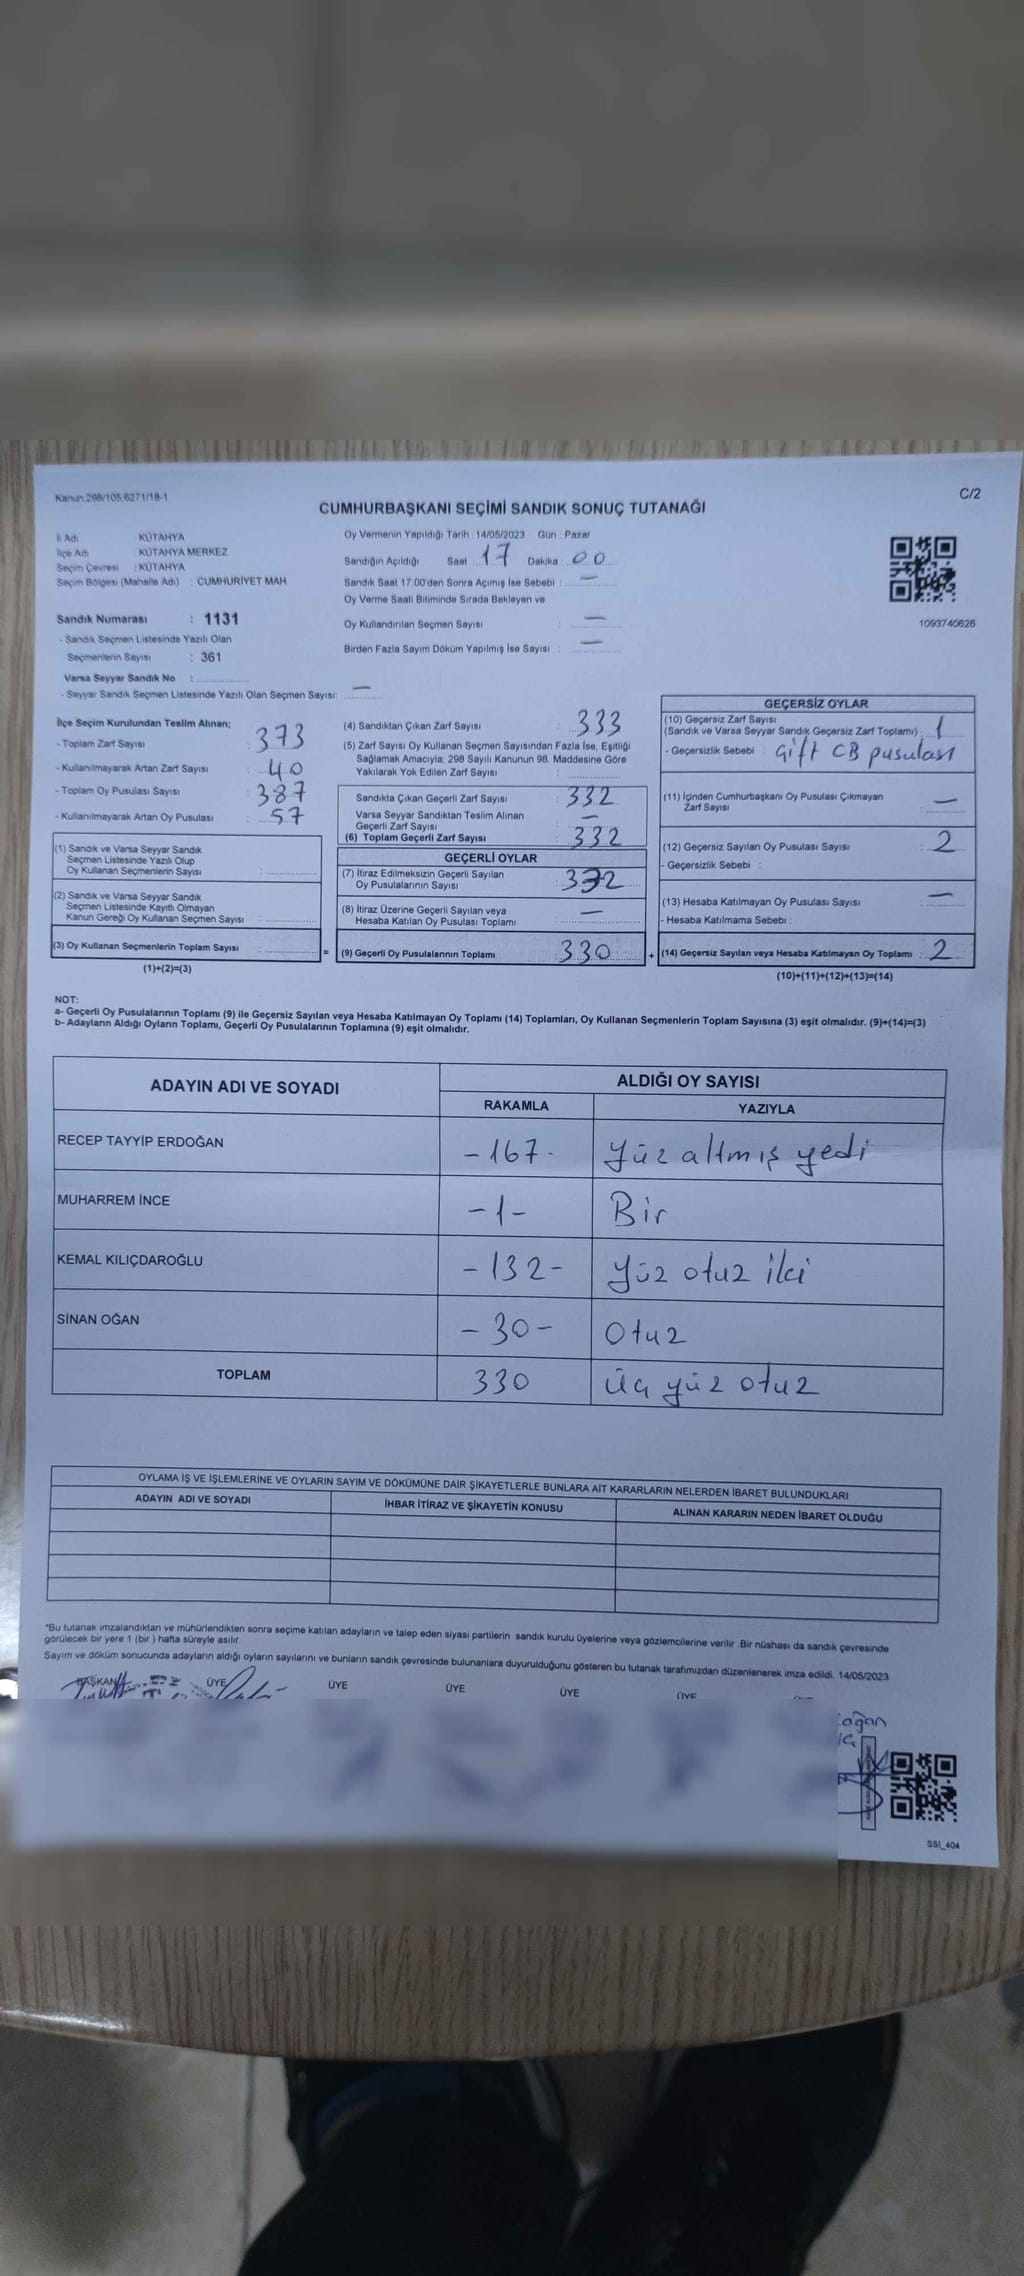 Kanun:298/105;6271/18-1
C/2
CUMHURBAŞKANI SEÇİMİ SANDIK SONUÇ TUTANAĞI
İl Adı KÜTAHYA
İlçe Adı KÜTAHYA MERKEZ
Seçim Çevresi : KÜTAHYA
Seçim Bölgesi (Mahalle Adı) : CUMHURİYET MAH
Sandık Numarası : 1131
- Sandık Seçmen Listesinde Yazılı Olan
Seçmenlerin Sayısı : 361
Varsa Seyyar Sandık No :
- Seyyar Sandık Seçmen Listesinde Yazılı Olan Seçmen Sayısı: —
Oy Vermenin Yapıldığı Tarih : 14/05/2023 Gün : Pazar
Sandığın Açıldığı Saat : 17 Dakika : 00
Sandık Saat 17:00'den Sonra Açımış İse Sebebi : —
Oy Verme Saati Bitiminde Sırada Bekleyen ve
Oy Kullandırılan Seçmen Sayısı : —
Birden Fazla Sayım Döküm Yapılmış İse Sayısı : —
1093740626
İlçe Seçim Kurulundan Teslim Alınan;
- Toplam Zarf Sayısı : 373
- Kullanılmayarak Artan Zarf Sayısı : 40
- Toplam Oy Pusulası Sayısı : 387
- Kullanılmayarak Artan Oy Pusulası : 57
(1) Sandık ve Varsa Seyyar Sandık
Seçmen Listesinde Yazılı Olup
Oy Kullanan Seçmenlerin Sayısı :
(2) Sandık ve Varsa Seyyar Sandık
Seçmen Listesinde Kayıtlı Olmayan
Kanun Gereği Oy Kullanan Seçmen Sayısı :
(3) Oy Kullanan Seçmenlerin Toplam Sayısı : =
(1)+(2)=(3)
(4) Sandıktan Çıkan Zarf Sayısı : 333
(5) Zarf Sayısı Oy Kullanan Seçmen Sayısından Fazla İse, Eşitliği
Sağlamak Amacıyla; 298 Sayılı Kanunun 98. Maddesine Göre
Yakılarak Yok Edilen Zarf Sayısı :
Sandıkta Çıkan Geçerli Zarf Sayısı : 332
Varsa Seyyar Sandıktan Teslim Alınan
Geçerli Zarf Sayısı : —
(6) Toplam Geçerli Zarf Sayısı : 332
GEÇERLİ OYLAR
(7) İtiraz Edilmeksizin Geçerli Sayılan
Oy Pusulalarının Sayısı :
(8) İtiraz Üzerine Geçerli Sayılan veya
Hesaba Katılan Oy Pusulası Toplamı : —
(9) Geçerli Oy Pusulalarının Toplamı : 330 +
GEÇERSİZ OYLAR
(10) Geçersiz Zarf Sayısı
(Sandık ve Varsa Seyyar Sandık Geçersiz Zarf Toplamı) : 1
- Geçersizlik Sebebi : Çift CB pusulası
(11) İçinden Cumhurbaşkanı Oy Pusulası Çıkmayan
Zarf Sayısı : —
(12) Geçersiz Sayılan Oy Pusulası Sayısı : 2
- Geçersizlik Sebebi :
(13) Hesaba Katılmayan Oy Pusulası Sayısı : —
- Hesaba Katılmama Sebebi :
(14) Geçersiz Sayılan veya Hesaba Katılmayan Oy Toplamı : 2
(10)+(11)+(12)+(13)=(14)
NOT:
a- Geçerli Oy Pusulalarının Toplamı (9) ile Geçersiz Sayılan veya Hesaba Katılmayan Oy Toplamı (14) Toplamları, Oy Kullanan Seçmenlerin Toplam Sayısına (3) eşit olmalıdır. (9)+(14)=(3)
b- Adayların Aldığı Oyların Toplamı, Geçerli Oy Pusulalarının Toplamına (9) eşit olmalıdır.
ADAYIN ADI VE SOYADI ALDIĞI OY SAYISI
RAKAMLA YAZIYLA
RECEP TAYYİP ERDOĞAN -167- Yüz altmış yedi
MUHARREM İNCE -1- Bir
KEMAL KILIÇDAROĞLU -132- Yüz otuz iki
SİNAN OĞAN -30- Otuz
TOPLAM 330 Üç yüz otuz
OYLAMA İŞ VE İŞLEMLERİNE VE OYLARIN SAYIM VE DÖKÜMÜNE DAİR ŞİKAYETLERLE BUNLARA AİT KARARLARIN NELERDEN İBARET BULUNDUKLARI
ADAYIN ADI VE SOYADI İHBAR İTİRAZ VE ŞİKAYETİN KONUSU ALINAN KARARIN NEDEN İBARET OLDUĞU
*Bu tutanak imzalandıktan ve mühürlendikten sonra seçime katılan adayların ve talep eden siyasi partilerin sandık kurulu üyelerine veya gözlemcilerine verilir. Bir nüshası da sandık çevresinde
görülecek bir yere 1 (bir) hafta süreyle asılır.
Sayım ve döküm sonucunda adayların aldığı oyların sayılarını ve bunların sandık çevresinde bulunanlara duyurulduğunu gösteren bu tutanak tarafımızdan düzenlenerek imza edildi. 14/05/2023
BAŞKAN ÜYE ÜYE ÜYE ÜYE ÜYE
SSI_404